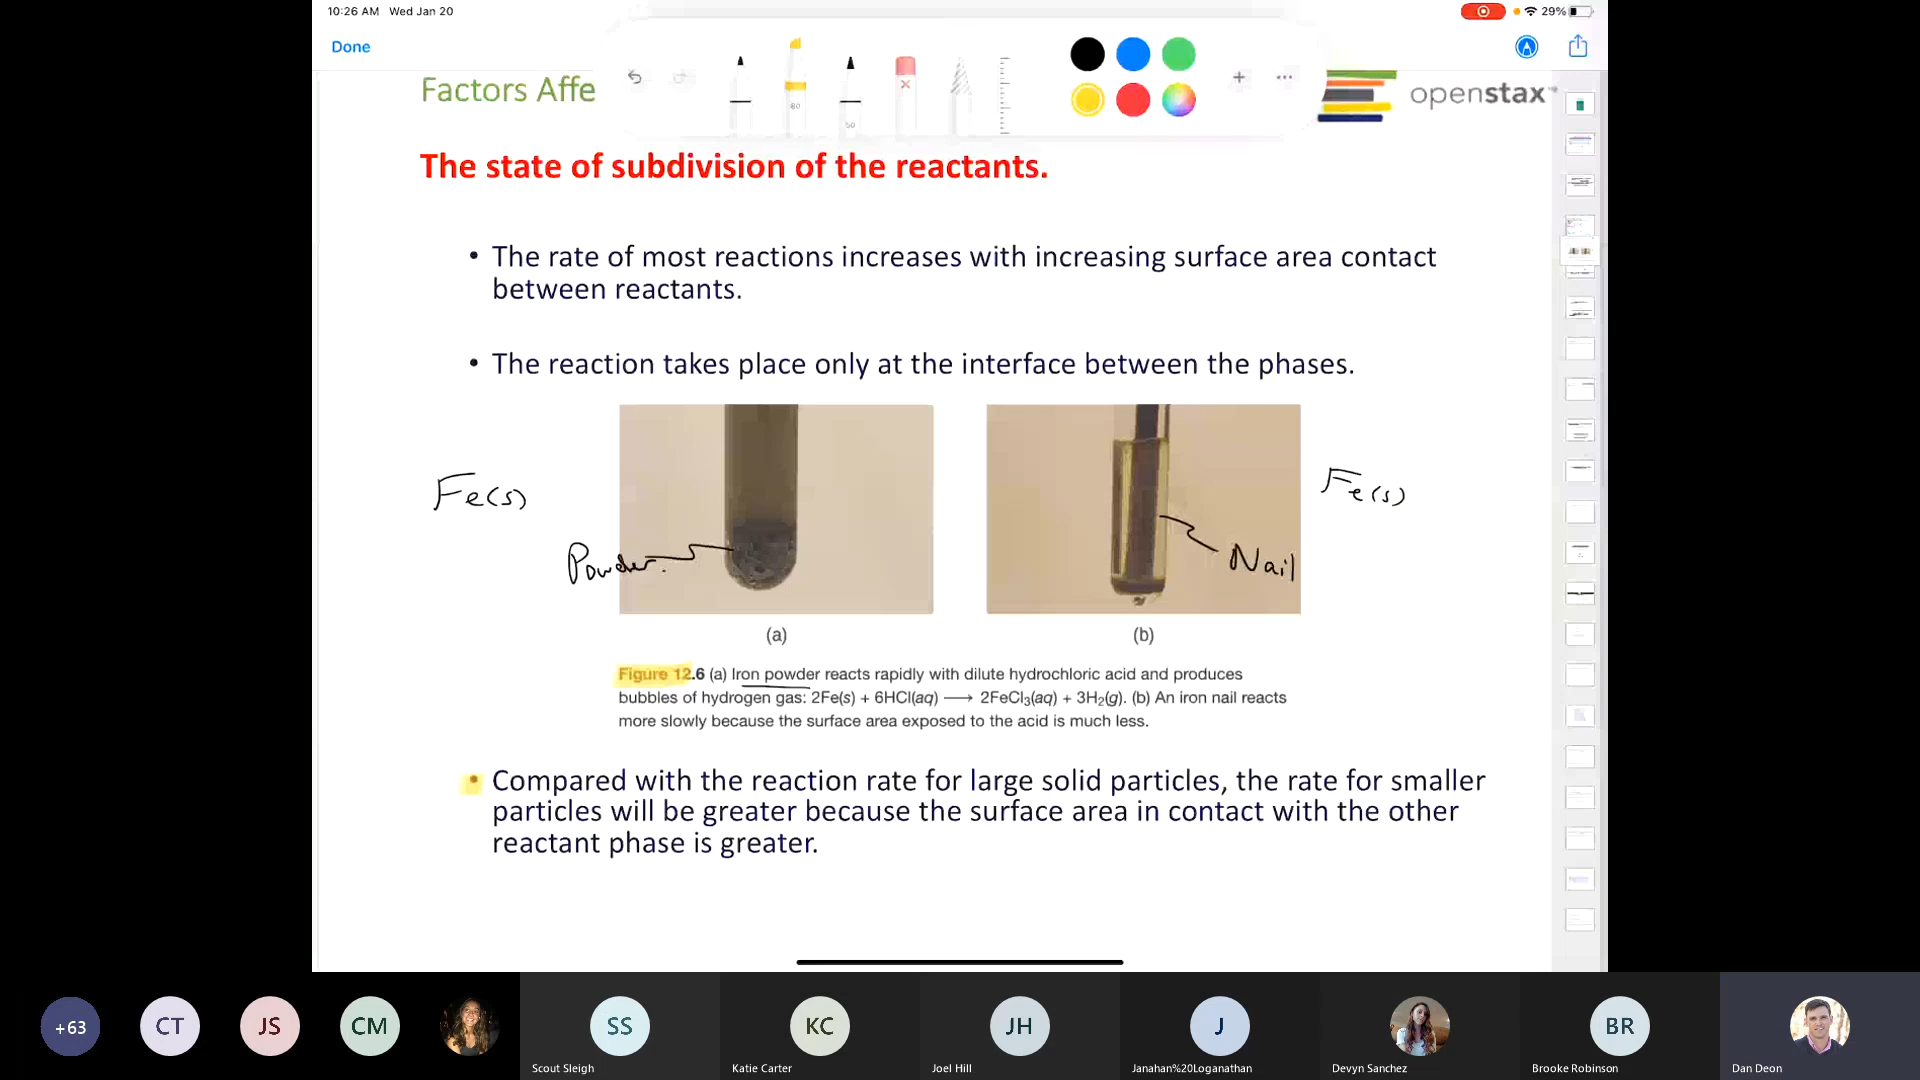 10:26 AM Wed Jan 20
29%
Done
80
50
Factors Affe
openstax™
The state of subdivision of the reactants.
• The rate of most reactions increases with increasing surface area contact
between reactants.
• The reaction takes place only at the interface between the phases.
Fe(s)
Fe(s)
Powder.
Nail
(a)
(b)
Figure 12.6 (a) Iron powder reacts rapidly with dilute hydrochloric acid and produces
bubbles of hydrogen gas: 2Fe(s) + 6HCl(aq) ⟶ 2FeCl₃(aq) + 3H₂(g). (b) An iron nail reacts
more slowly because the surface area exposed to the acid is much less.
• Compared with the reaction rate for large solid particles, the rate for smaller
particles will be greater because the surface area in contact with the other
reactant phase is greater.
+63
CT
JS
CM
SS
KC
JH
J
BR
Scout Sleigh
Katie Carter
Joel Hill
Janahan%20Loganathan
Devyn Sanchez
Brooke Robinson
Dan Deon